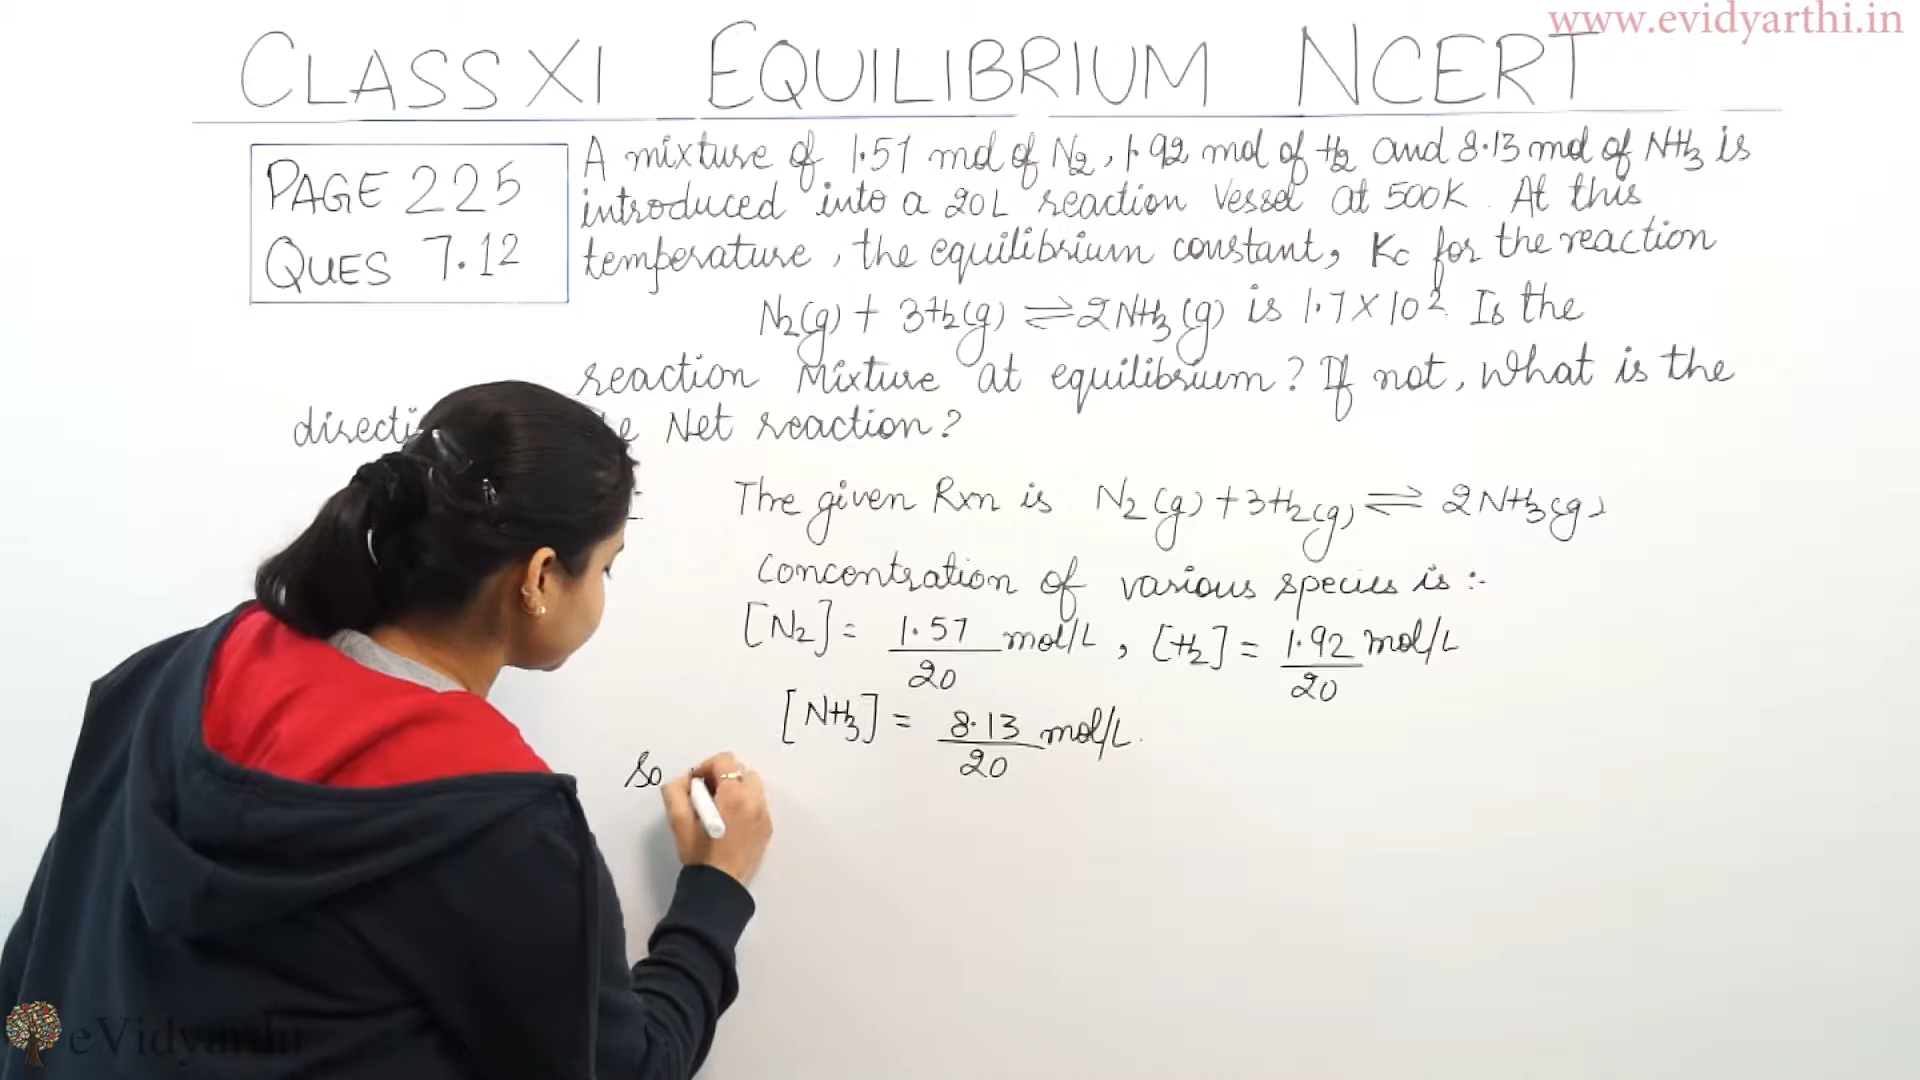 www.evidyarthi.in
CLASS XI EQUILIBRIUM NCERT
PAGE 225
QUES 7.12
A mixture of 1.57 mol of N2, 1.92 mol of H2 and 8.13 mol of NH3 is
introduced into a 20L reaction vessel at 500K. At this
temperature, the equilibrium constant, Kc for the reaction
N2(g) + 3H2(g) ⇌ 2NH3(g) is 1.7 × 10² Is the
reaction Mixture at equilibrium? If not, What is the
Net reaction?
The given Rxn is N2(g) + 3H2(g) ⇌ 2NH3(g)
Concentration of various species is :-
[N2] = 1.57/20 mol/L, [H2] = 1.92/20 mol/L
[NH3] = 8.13/20 mol/L.
So
eVidyarthi